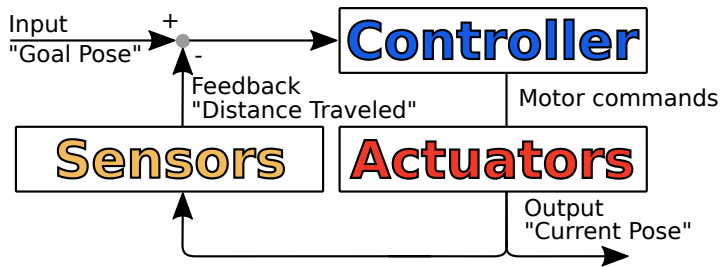 Input
"Goal Pose"
+
-
Controller
Feedback
"Distance Traveled"
Motor commands
Sensors
Actuators
Output
"Current Pose"